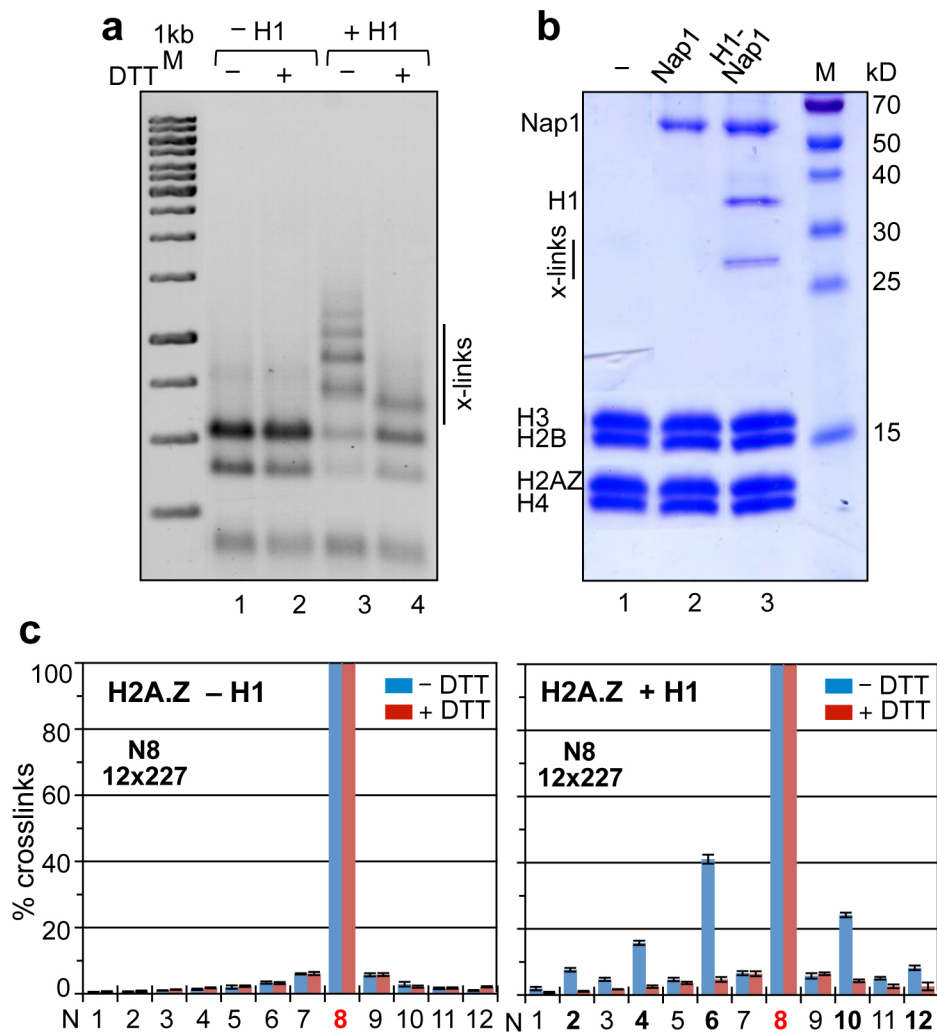 a
1kb
M
– H1
+ H1
DTT
– + – +
x-links
1 2 3 4
b
– Nap1 H1-Nap1 M kD
Nap1
H1
x-links
H3
H2B
H2AZ
H4
70
50
40
30
25
15
1 2 3
c
% crosslinks
100
80
60
40
20
0
H2A.Z – H1
– DTT
+ DTT
N8
12x227
N 1 2 3 4 5 6 7 8 9 10 11 12
H2A.Z + H1
– DTT
+ DTT
N8
12x227
N 1 2 3 4 5 6 7 8 9 10 11 12